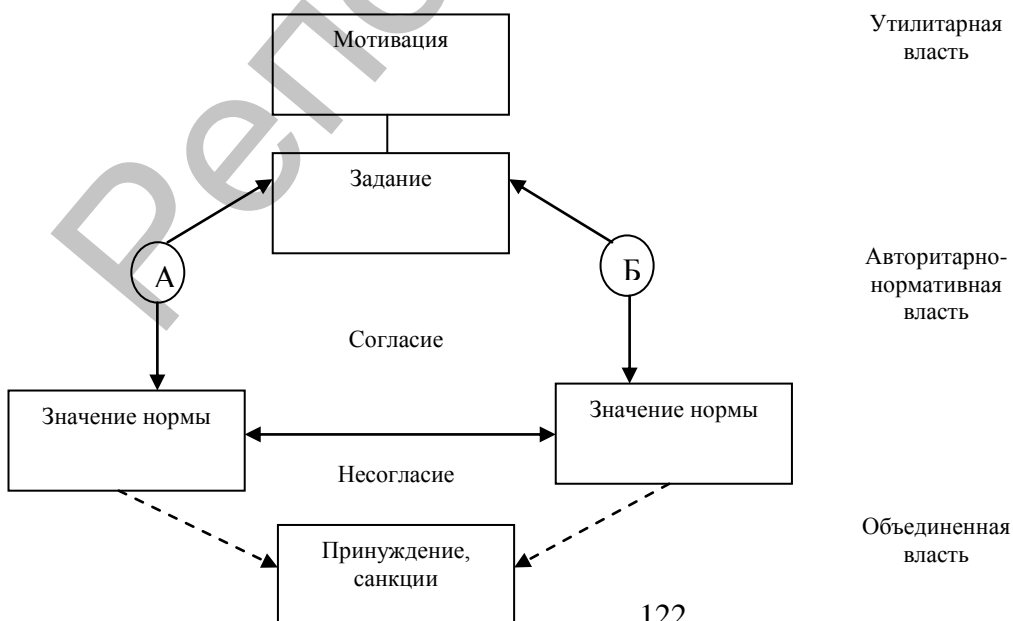 Мотивация
Утилитарная
власть
Задание
А
Б
Авторитарно-
нормативная
власть
Согласие
Значение нормы
Значение нормы
Несогласие
Принуждение,
санкции
Объединенная
власть
122